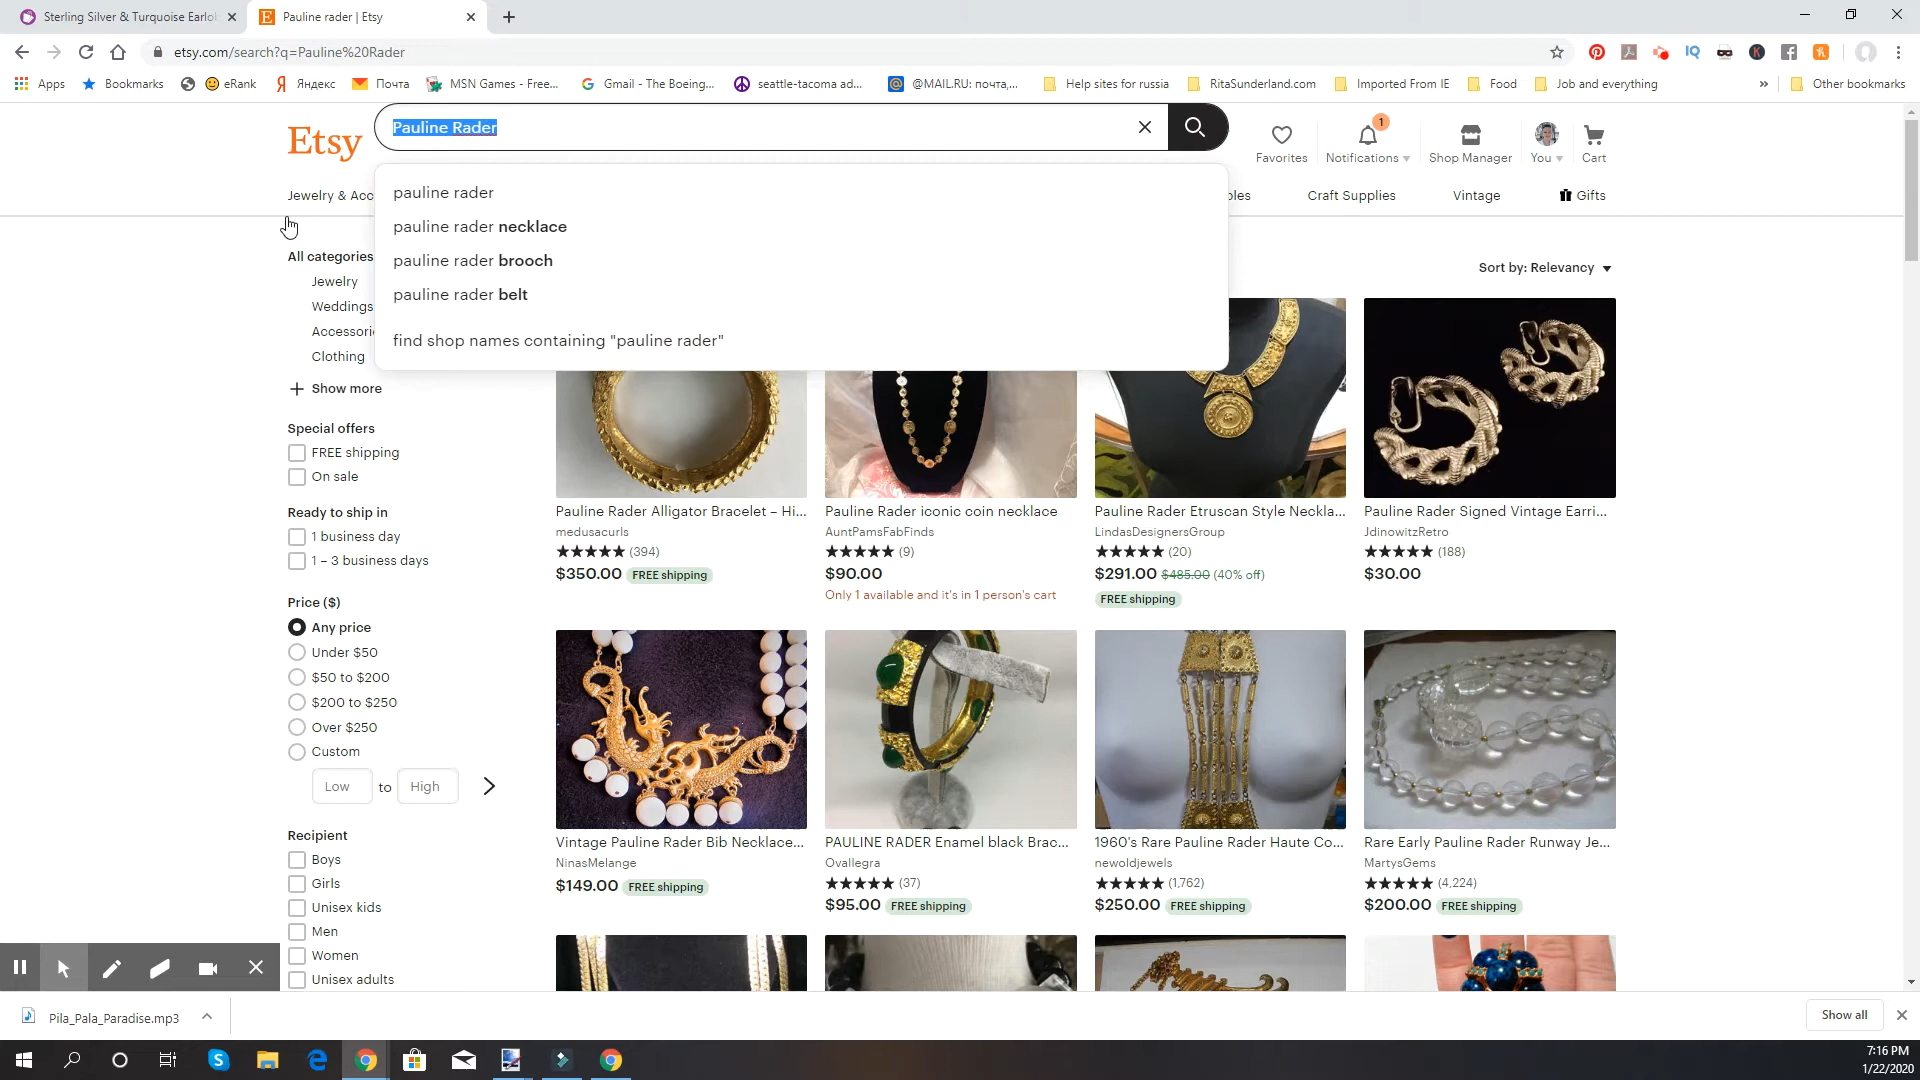 Sterling Silver & Turquoise Earlo
Pauline rader | Etsy
etsy.com/search?q=Pauline%20Rader
Apps
Bookmarks
eRank
Яндекс
Почта
MSN Games - Free...
Gmail - The Boeing...
seattle-tacoma ad...
@MAIL.RU: почта,...
Help sites for russia
RitaSunderland.com
Imported From IE
Food
Job and everything
»
Other bookmarks
Etsy
Pauline Rader
Favorites
1
Notifications
Shop Manager
You
Cart
Jewelry & Acc
bles
Craft Supplies
Vintage
Gifts
pauline rader
pauline rader necklace
pauline rader brooch
pauline rader belt
find shop names containing "pauline rader"
Sort by: Relevancy
All categories
Jewelry
Weddings
Accessori
Clothing
+ Show more
Special offers
FREE shipping
On sale
Ready to ship in
1 business day
1 – 3 business days
Price ($)
Any price
Under $50
$50 to $200
$200 to $250
Over $250
Custom
Low to High
Recipient
Boys
Girls
Unisex kids
Men
Women
Unisex adults
Pauline Rader Alligator Bracelet – Hi...
medusacurls
★★★★★ (394)
$350.00 FREE shipping
Pauline Rader iconic coin necklace
AuntPamsFabFinds
★★★★★ (9)
$90.00
Only 1 available and it's in 1 person's cart
Pauline Rader Etruscan Style Neckla...
LindasDesignersGroup
★★★★★ (20)
$291.00 $485.00 (40% off)
FREE shipping
Pauline Rader Signed Vintage Earri...
JdinowitzRetro
★★★★★ (188)
$30.00
Vintage Pauline Rader Bib Necklace...
NinasMelange
$149.00 FREE shipping
PAULINE RADER Enamel black Brac...
Ovallegra
★★★★★ (37)
$95.00 FREE shipping
1960's Rare Pauline Rader Haute Co...
newoldjewels
★★★★★ (1,762)
$250.00 FREE shipping
Rare Early Pauline Rader Runway Je...
MartysGems
★★★★★ (4,224)
$200.00 FREE shipping
Pila_Pala_Paradise.mp3
Show all
7:16 PM
1/22/2020